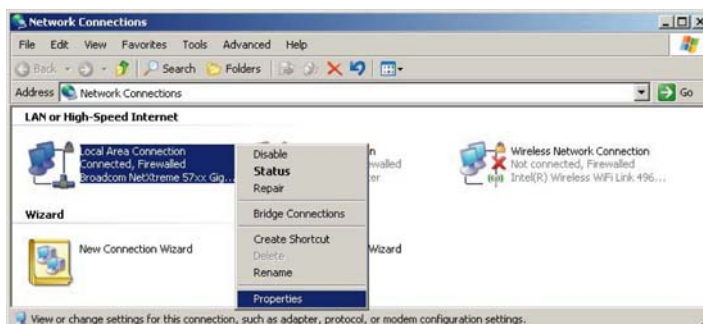 Network Connections
File Edit View Favorites Tools Advanced Help
Back Search Folders
Address Network Connections Go
LAN or High-Speed Internet
Local Area Connection
Connected, Firewalled
Broadcom NetXtreme 57xx Gig...
n
walled
ter
Wireless Network Connection
Not connected, Firewalled
Intel(R) Wireless WiFi Link 496...
Disable
Status
Repair
Bridge Connections
Create Shortcut
Delete
Rename
Properties
Wizard
New Connection Wizard
Wizard
View or change settings for this connection, such as adapter, protocol, or modem configuration settings.